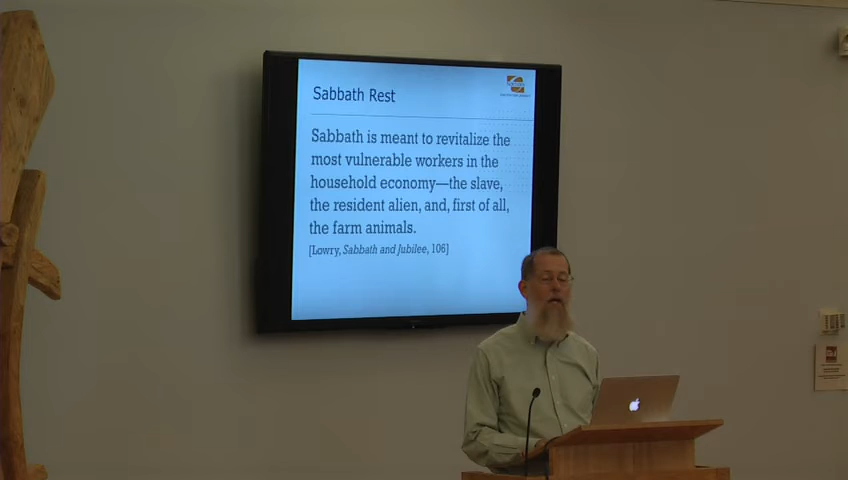 Sabbath Rest
Sabbath is meant to revitalize the
most vulnerable workers in the
household economy—the slave,
the resident alien, and, first of all,
the farm animals.
[Lowry, Sabbath and Jubilee, 106]